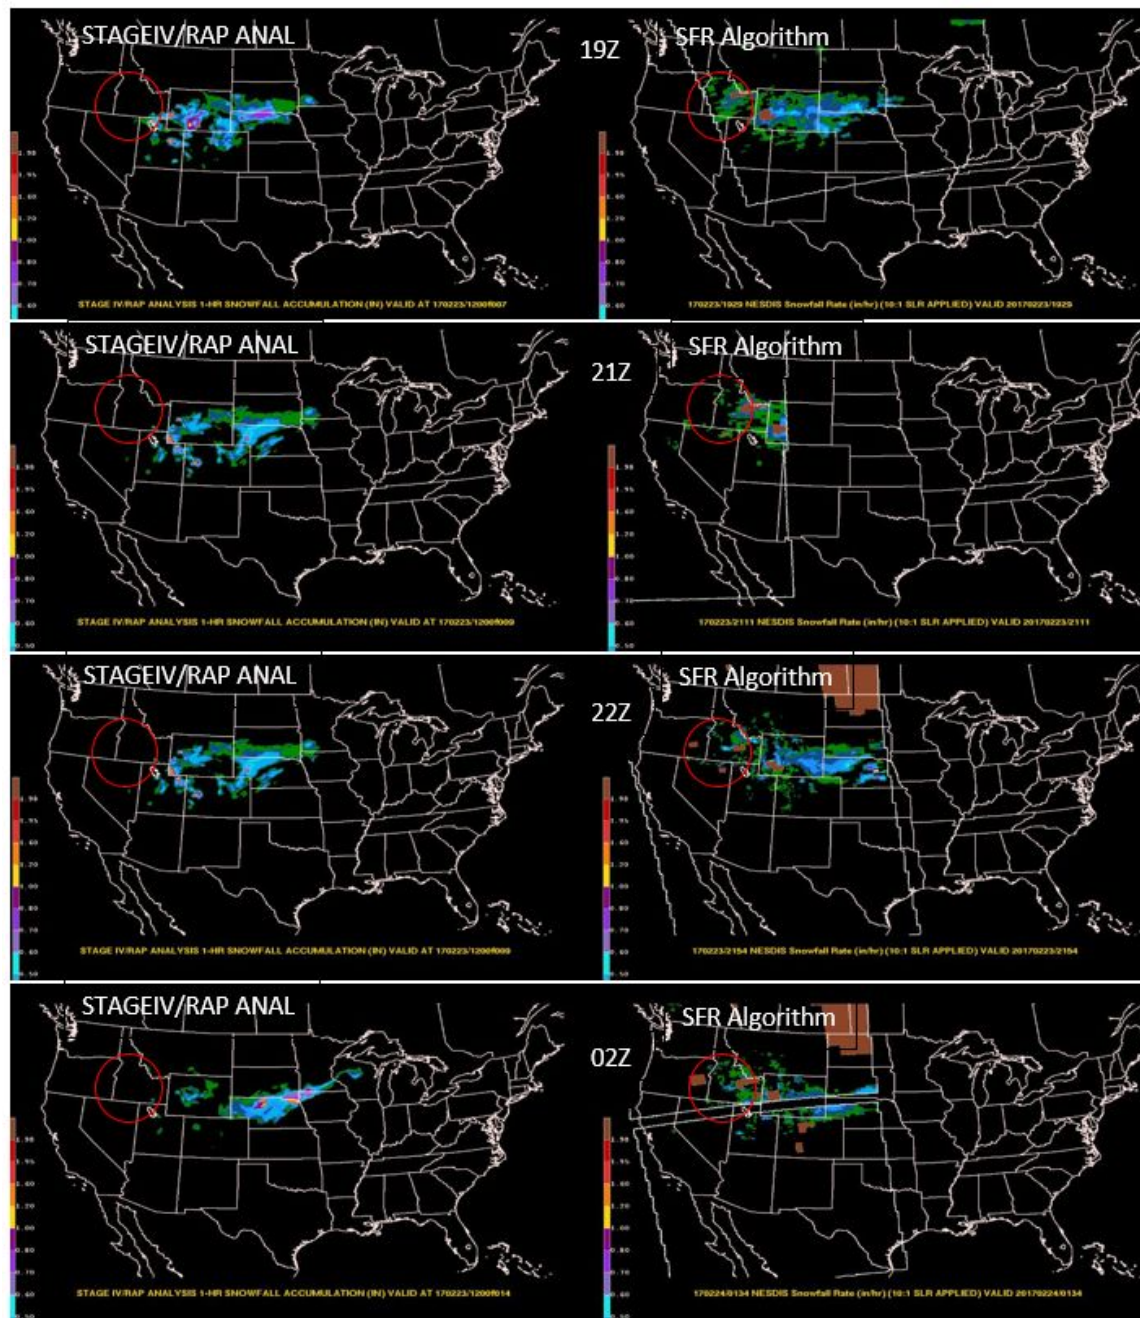 STAGEIV/RAP ANAL
19Z
SFR Algorithm
STAGE IV/RAP ANALYSIS 1-HR SNOWFALL ACCUMULATION (IN) VALID AT 170223/1200f007
170223/1929 NESDIS Snowfall Rate (in/hr) (10:1 SLR APPLIED) VALID 20170223/1929
STAGEIV/RAP ANAL
21Z
SFR Algorithm
STAGE IV/RAP ANALYSIS 1-HR SNOWFALL ACCUMULATION (IN) VALID AT 170223/1200f009
170223/2111 NESDIS Snowfall Rate (in/hr) (10:1 SLR APPLIED) VALID 20170223/2111
STAGEIV/RAP ANAL
22Z
SFR Algorithm
STAGE IV/RAP ANALYSIS 1-HR SNOWFALL ACCUMULATION (IN) VALID AT 170223/1200f009
170223/2154 NESDIS Snowfall Rate (in/hr) (10:1 SLR APPLIED) VALID 20170223/2154
STAGEIV/RAP ANAL
02Z
SFR Algorithm
STAGE IV/RAP ANALYSIS 1-HR SNOWFALL ACCUMULATION (IN) VALID AT 170223/1200f014
170224/0134 NESDIS Snowfall Rate (in/hr) (10:1 SLR APPLIED) VALID 20170224/0134